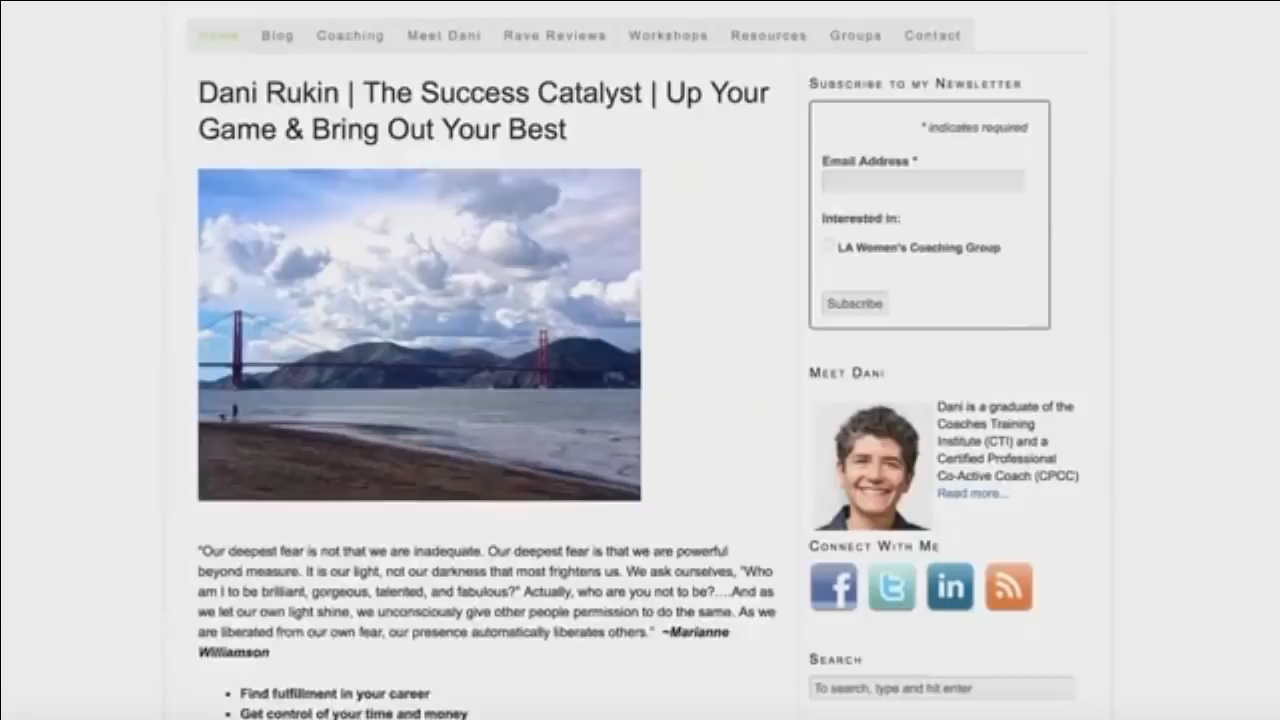 Home Blog Coaching Meet Dani Rave Reviews Workshops Resources Groups Contact
Dani Rukin | The Success Catalyst | Up Your
Game & Bring Out Your Best
"Our deepest fear is not that we are inadequate. Our deepest fear is that we are powerful
beyond measure. It is our light, not our darkness that most frightens us. We ask ourselves, "Who
am I to be brilliant, gorgeous, talented, and fabulous?" Actually, who are you not to be?....And as
we let our own light shine, we unconsciously give other people permission to do the same. As we
are liberated from our own fear, our presence automatically liberates others." ~Marianne
Williamson
• Find fulfillment in your career
• Get control of your time and money
Subscribe to my Newsletter
* indicates required
Email Address *
Interested in:
LA Women's Coaching Group
Subscribe
Meet Dani
Dani is a graduate of the
Coaches Training
Institute (CTI) and a
Certified Professional
Co-Active Coach (CPCC)
Read more...
Connect With Me
f t in
Search
To search, type and hit enter